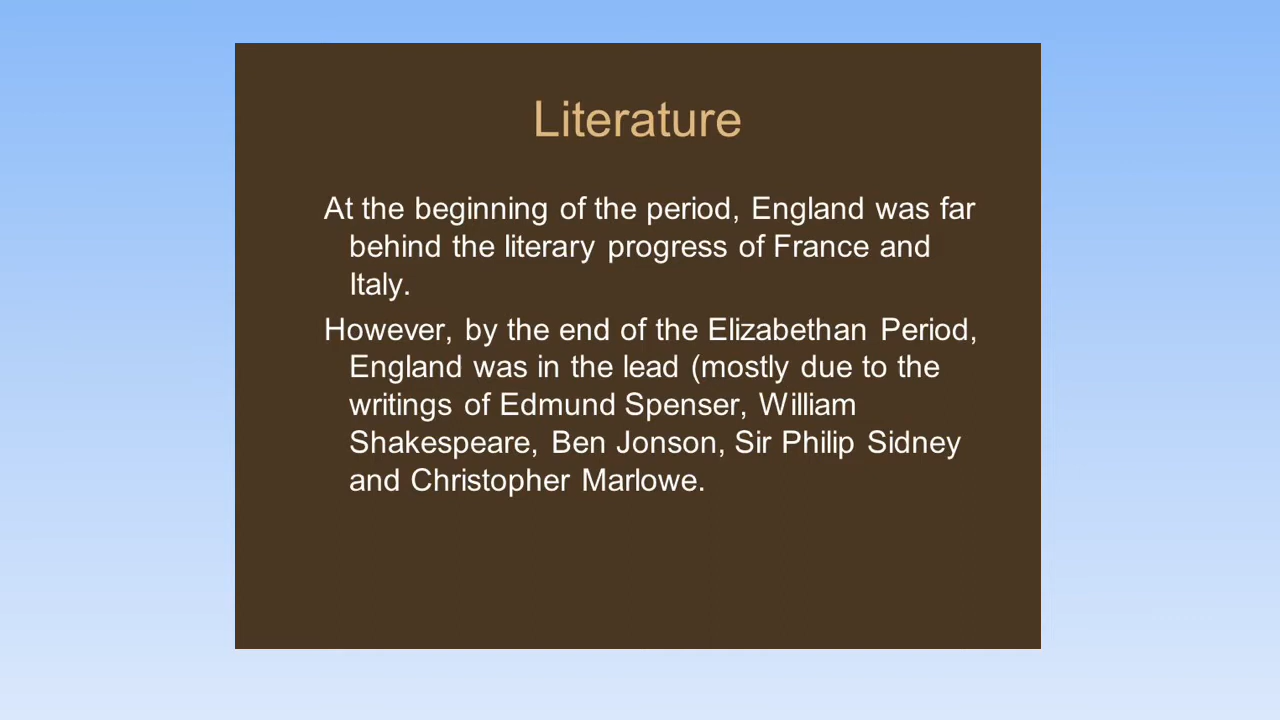 Literature
At the beginning of the period, England was far
behind the literary progress of France and
Italy.
However, by the end of the Elizabethan Period,
England was in the lead (mostly due to the
writings of Edmund Spenser, William
Shakespeare, Ben Jonson, Sir Philip Sidney
and Christopher Marlowe.